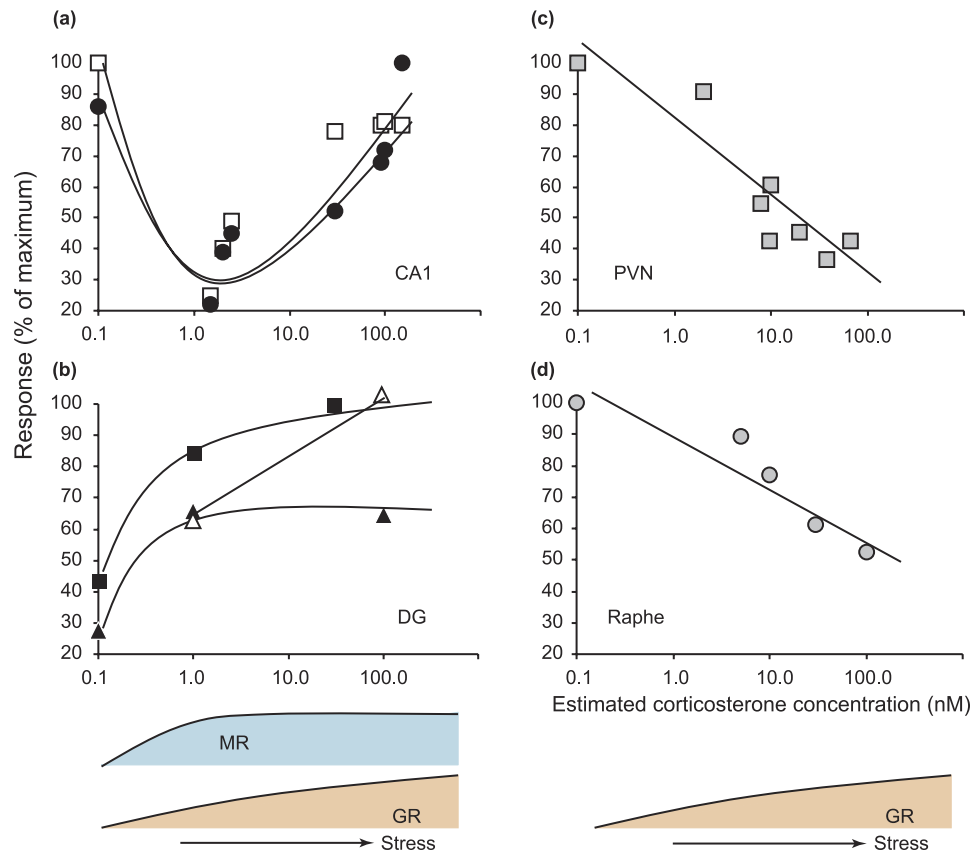 (a)
100
90
80
70
60
50
40
30
20
0.1 1.0 10.0 100.0
CA1
(c)
100
90
80
70
60
50
40
30
20
0.1 1.0 10.0 100.0
PVN
Response (% of maximum)
(b)
100
90
80
70
60
50
40
30
20
0.1 1.0 10.0 100.0
DG
(d)
100
90
80
70
60
50
40
30
20
0.1 1.0 10.0 100.0
Raphe
Estimated corticosterone concentration (nM)
MR
GR
Stress
GR
Stress